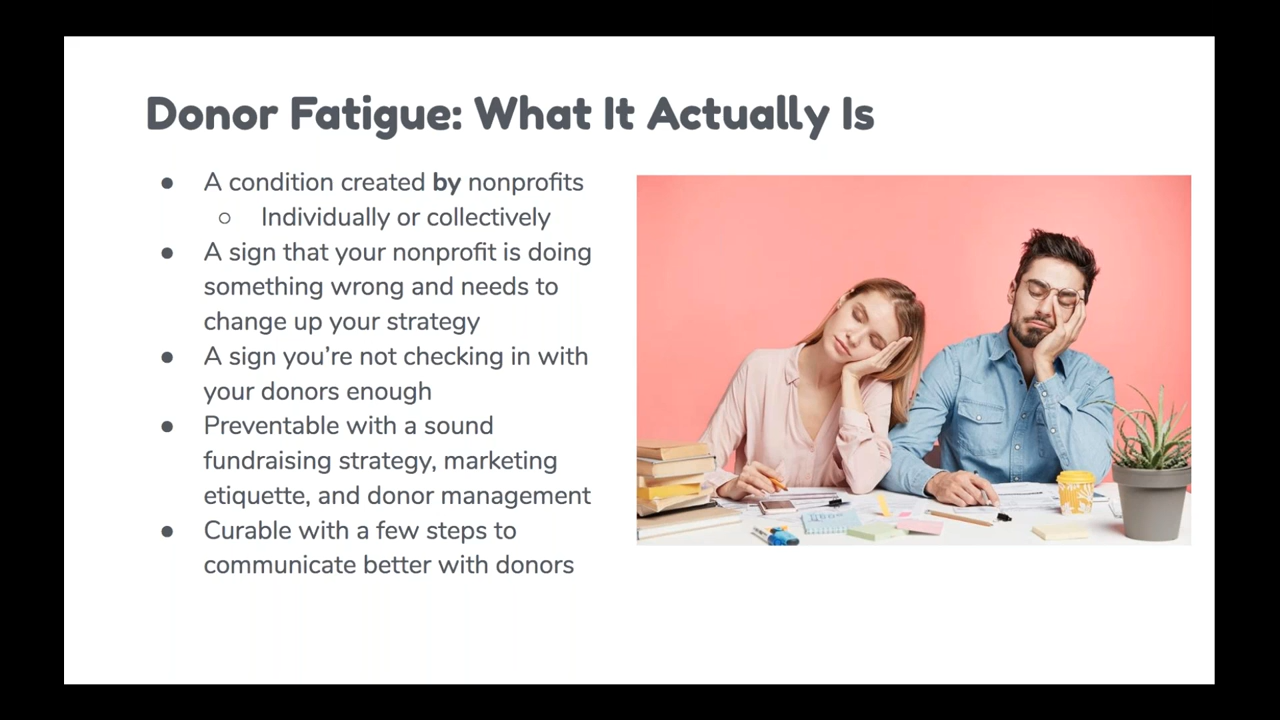 Donor Fatigue: What It Actually Is
● A condition created by nonprofits
○ Individually or collectively
● A sign that your nonprofit is doing
something wrong and needs to
change up your strategy
● A sign you’re not checking in with
your donors enough
● Preventable with a sound
fundraising strategy, marketing
etiquette, and donor management
● Curable with a few steps to
communicate better with donors